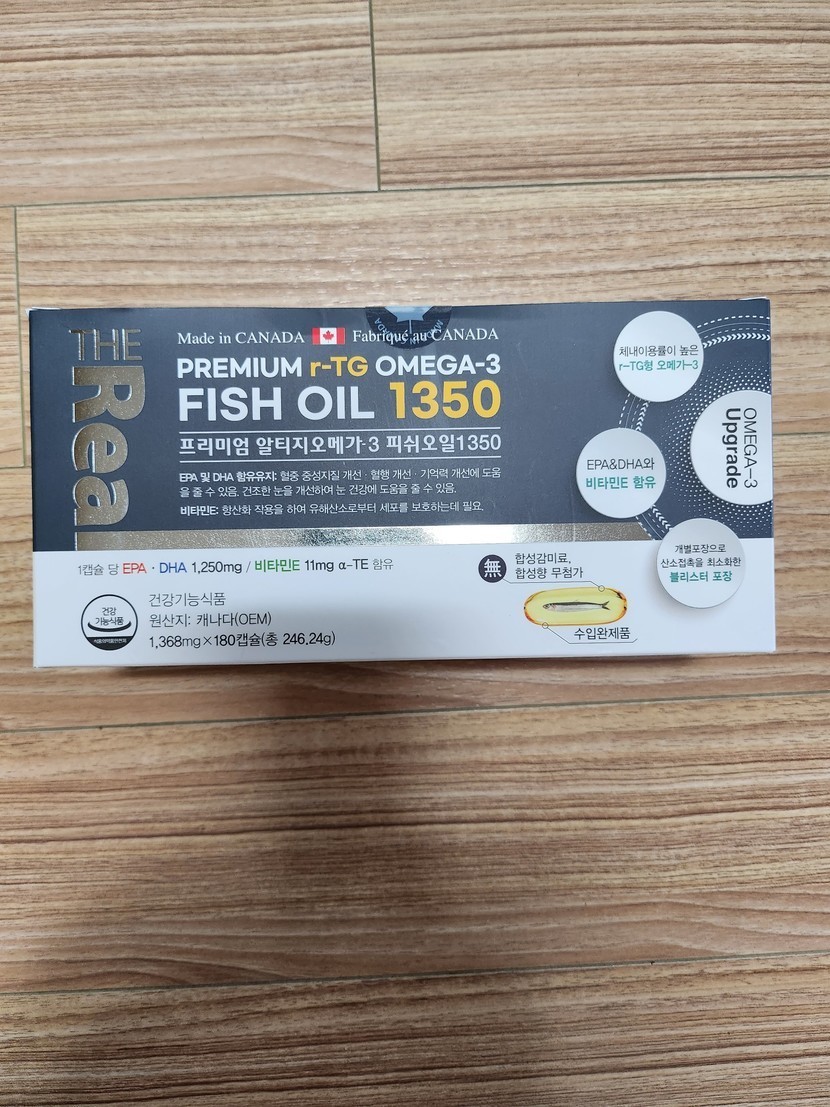 THE
Real
Made in CANADA
Fabriqué au CANADA
PREMIUM r-TG OMEGA-3
FISH OIL 1350
프리미엄 알티지오메가-3 피쉬오일1350
EPA 및 DHA 함유유지: 혈중 중성지질 개선 · 혈행 개선 · 기억력 개선에 도움
을 줄 수 있음. 건조한 눈을 개선하여 눈 건강에 도움을 줄 수 있음.
비타민E: 항산화 작용을 하여 유해산소로부터 세포를 보호하는데 필요.
체내이용률이 높은
r-TG형 오메가-3
OMEGA-3
Upgrade
EPA&DHA와
비타민E 함유
개별포장으로
산소접촉을 최소화한
블리스터 포장
1캡슐 당 EPA · DHA 1,250mg / 비타민E 11mg α-TE 함유
無
합성감미료,
합성향 무첨가
수입완제품
건강
기능식품
식품의약품안전처
건강기능식품
원산지: 캐나다(OEM)
1,368mg×180캡슐(총 246.24g)